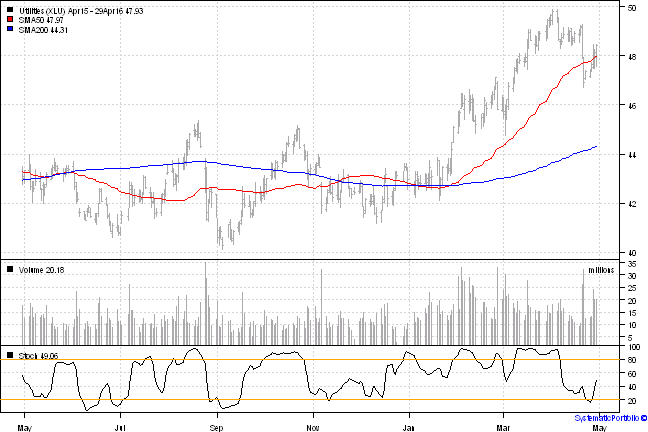 Utilities (XLU) Apr15 - 29Apr16 47.93
SMA50 47.97
SMA200 44.31
50
48
46
44
42
40
Volume 20.18
millions
35
30
25
20
15
10
5
Stoch 49.06
100
80
60
40
20
May Jul Sep Nov Jan Mar May
SystematicPortfolio ©